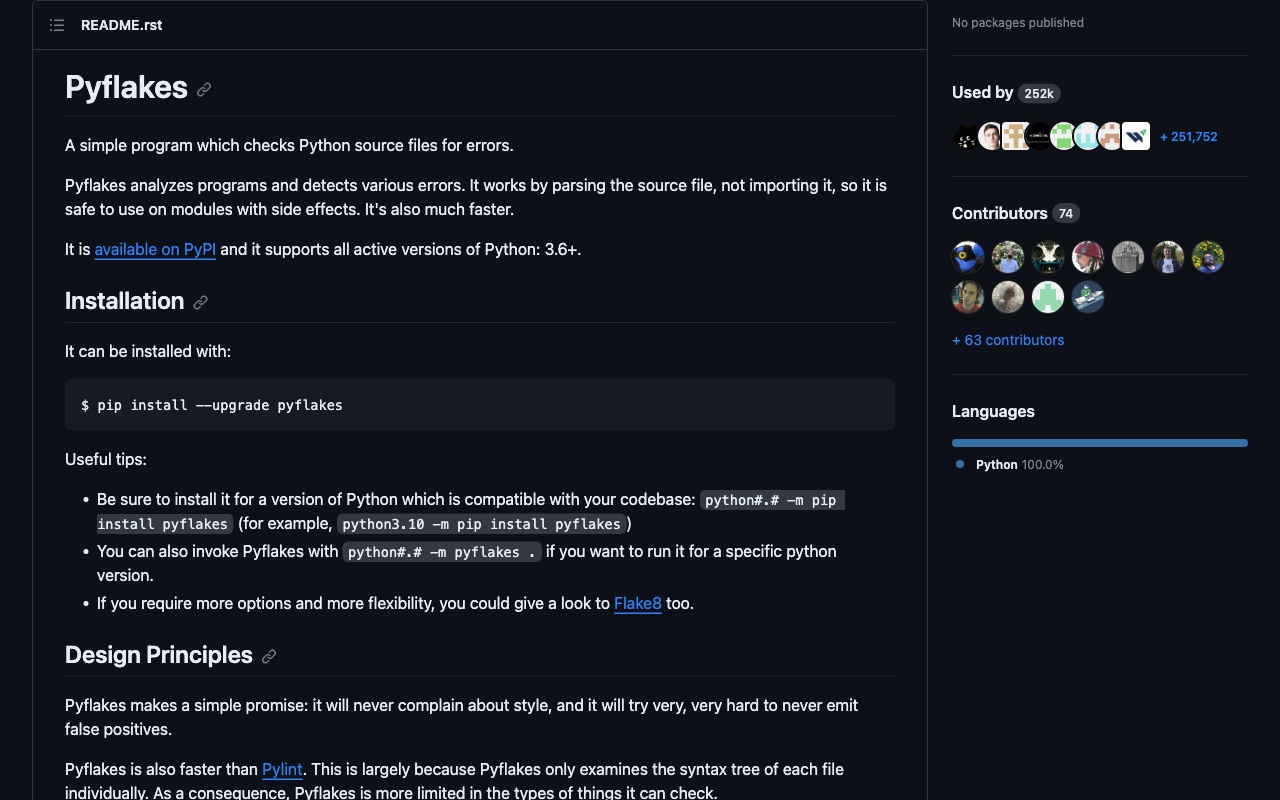 README.rst
Pyflakes
A simple program which checks Python source files for errors.
Pyflakes analyzes programs and detects various errors. It works by parsing the source file, not importing it, so it is
safe to use on modules with side effects. It's also much faster.
It is available on PyPI and it supports all active versions of Python: 3.6+.
Installation
It can be installed with:
$ pip install --upgrade pyflakes
Useful tips:
• Be sure to install it for a version of Python which is compatible with your codebase: python#.# -m pip
install pyflakes (for example, python3.10 -m pip install pyflakes)
• You can also invoke Pyflakes with python#.# -m pyflakes . if you want to run it for a specific python
version.
• If you require more options and more flexibility, you could give a look to Flake8 too.
Design Principles
Pyflakes makes a simple promise: it will never complain about style, and it will try very, very hard to never emit
false positives.
Pyflakes is also faster than Pylint. This is largely because Pyflakes only examines the syntax tree of each file
individually. As a consequence, Pyflakes is more limited in the types of things it can check.
No packages published
Used by 252k
+ 251,752
Contributors 74
+ 63 contributors
Languages
Python 100.0%